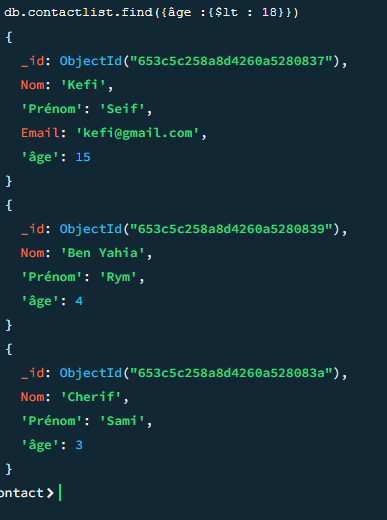 db.contactlist.find({âge :{$lt : 18}})
{
_id: ObjectId("653c5c258a8d4260a5280837"),
Nom: 'Kefi',
'Prénom': 'Seif',
Email: 'kefi@gmail.com',
'âge': 15
}
{
_id: ObjectId("653c5c258a8d4260a5280839"),
Nom: 'Ben Yahia',
'Prénom': 'Rym',
'âge': 4
}
{
_id: ObjectId("653c5c258a8d4260a528083a"),
Nom: 'Cherif',
'Prénom': 'Sami',
'âge': 3
}
ontact>